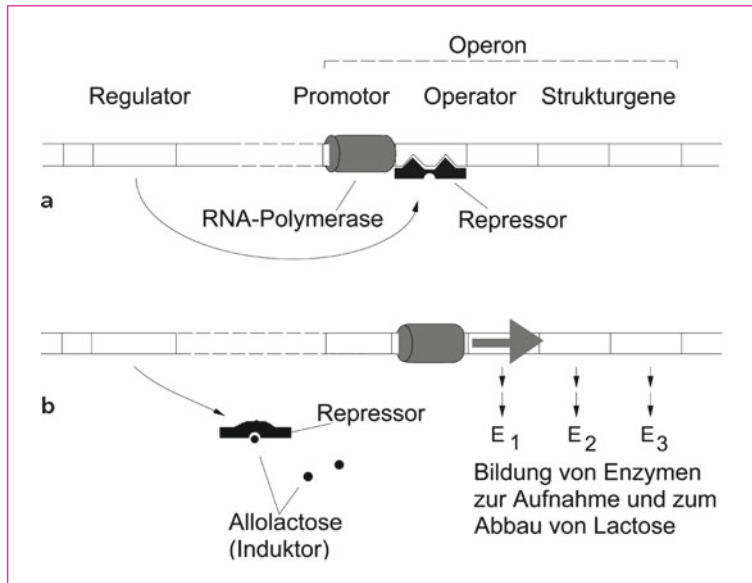 Operon
Regulator Promotor Operator Strukturgene
a
RNA-Polymerase Repressor
b
Repressor
E1 E2 E3
Allolactose
(Induktor)
Bildung von Enzymen
zur Aufnahme und zum
Abbau von Lactose